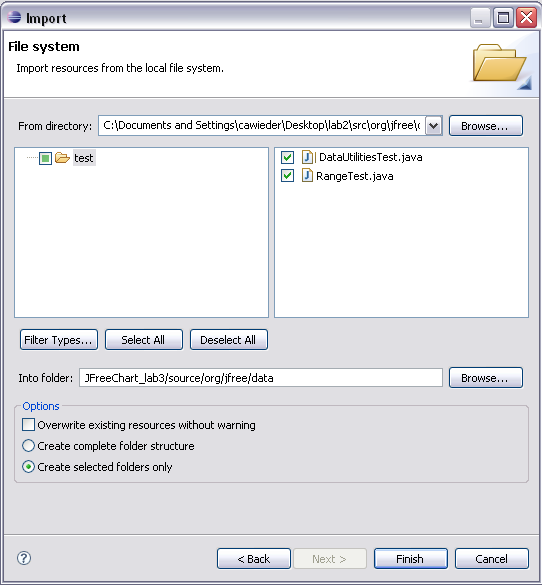 Import
File system
Import resources from the local file system.
From directory: C:\Documents and Settings\cawieder\Desktop\lab2\src\org\jfree\ Browse...
test
DataUtilitiesTest.java
RangeTest.java
Filter Types... Select All Deselect All
Into folder: JFreeChart_lab3/source/org/jfree/data Browse...
Options
Overwrite existing resources without warning
Create complete folder structure
Create selected folders only
? < Back Next > Finish Cancel